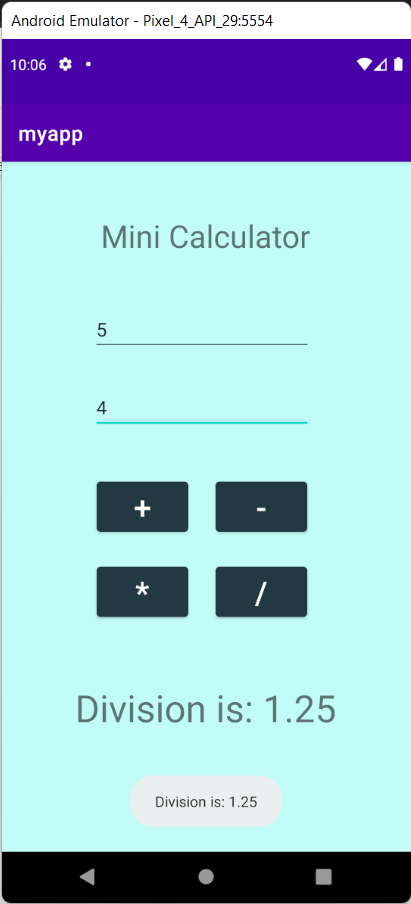 Android Emulator - Pixel_4_API_29:5554
10:06
myapp
Mini Calculator
5
4
+ -
* /
Division is: 1.25
Division is: 1.25